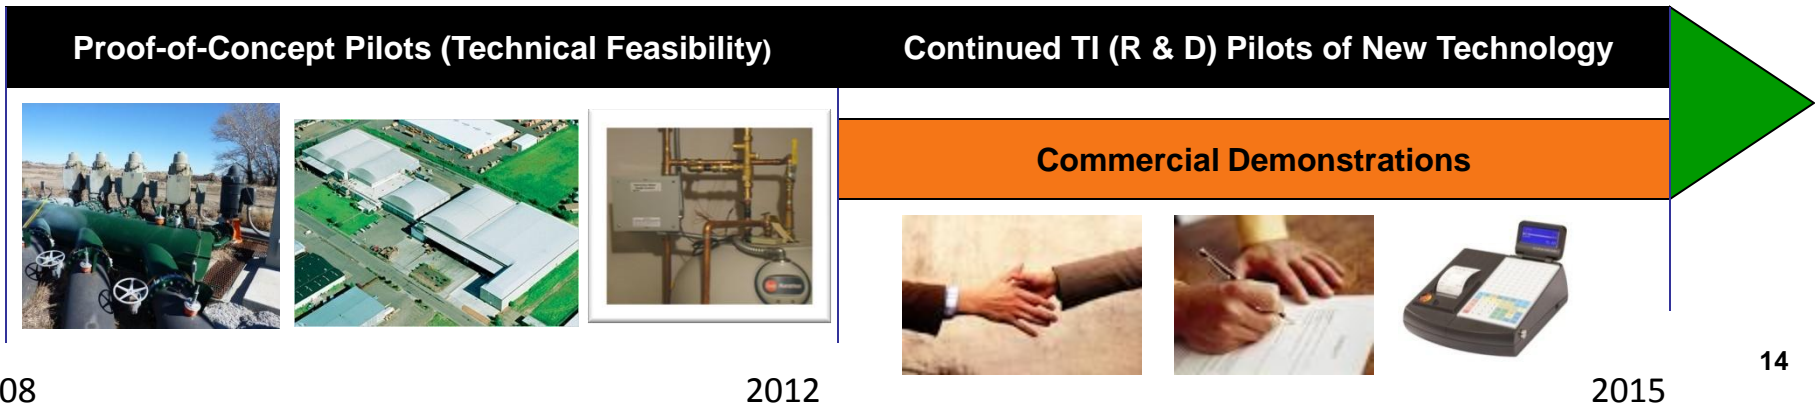 Proof-of-Concept Pilots (Technical Feasibility)
Continued TI (R & D) Pilots of New Technology
Commercial Demonstrations
14
08
2012
2015